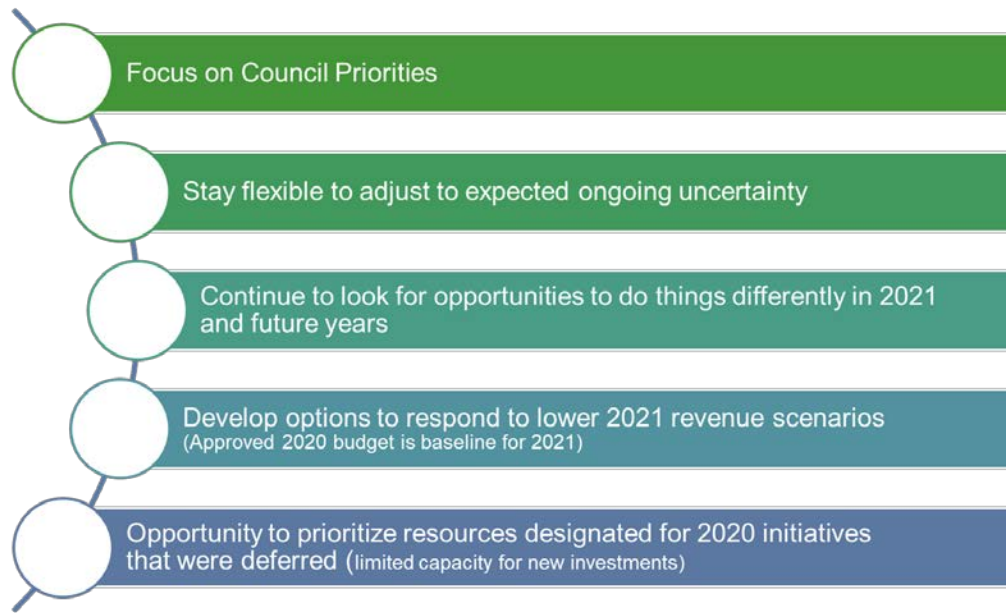 Focus on Council Priorities
Stay flexible to adjust to expected ongoing uncertainty
Continue to look for opportunities to do things differently in 2021
and future years
Develop options to respond to lower 2021 revenue scenarios
(Approved 2020 budget is baseline for 2021)
Opportunity to prioritize resources designated for 2020 initiatives
that were deferred (limited capacity for new investments)